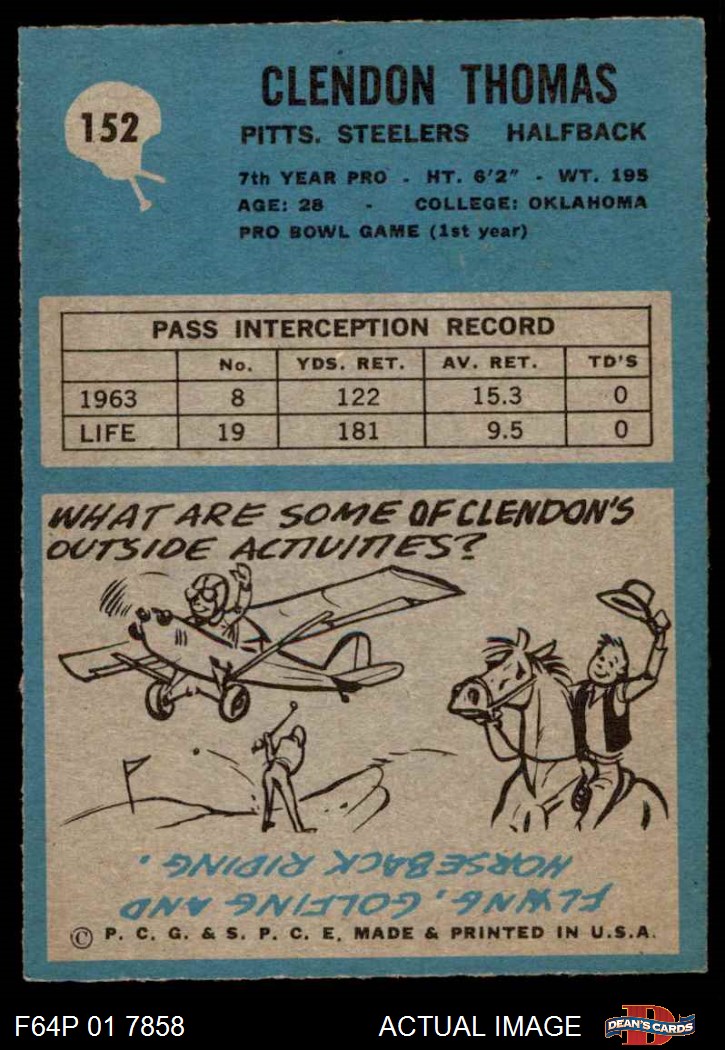 152
CLENDON THOMAS
PITTS. STEELERS HALFBACK
7th YEAR PRO - HT. 6'2" - WT. 195
AGE: 28 - COLLEGE: OKLAHOMA
PRO BOWL GAME (1st year)
PASS INTERCEPTION RECORD
No. YDS. RET. AV. RET. TD'S
1963 8 122 15.3 0
LIFE 19 181 9.5 0
WHAT ARE SOME OF CLENDON'S
OUTSIDE ACTIVITIES?
FLYING, GOLFING AND
HORSEBACK RIDING.
© P. C. G. & S. P. C. E. MADE & PRINTED IN U.S.A.
F64P 01 7858 ACTUAL IMAGE
D
DEAN'S CARDS